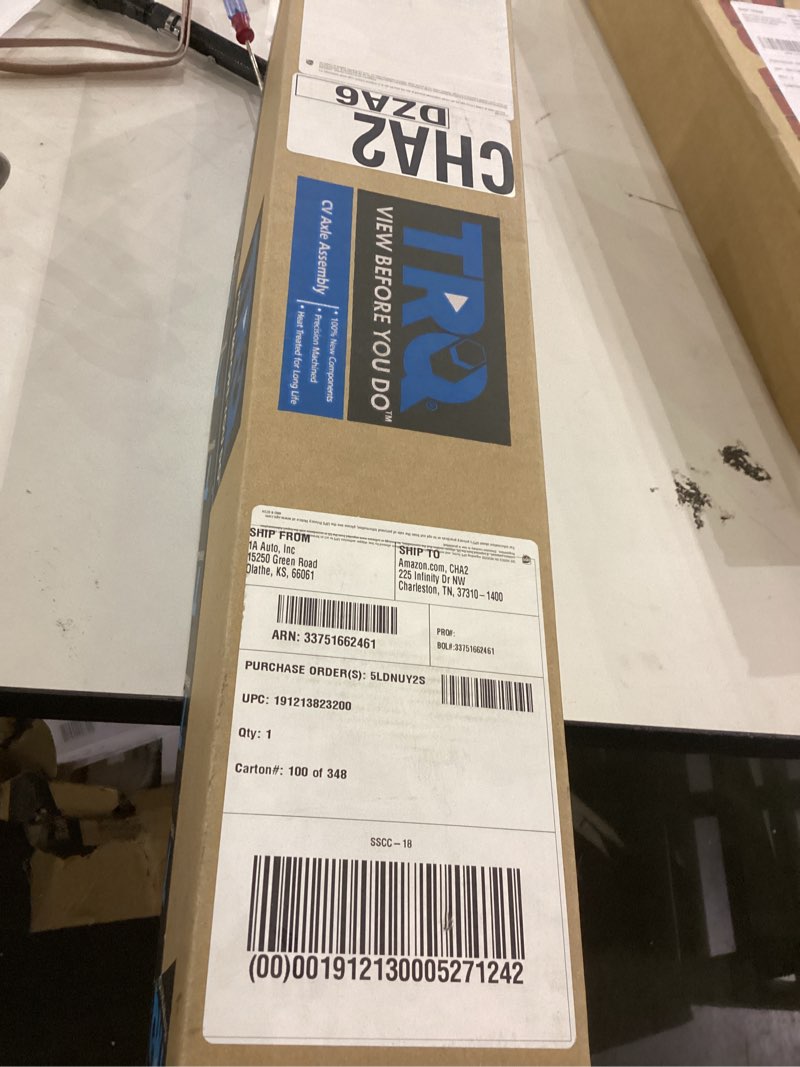 DZA6
CHA2
TRQ®
VIEW BEFORE YOU DO™
CV Axle Assembly
• 100% New Components
• Precision Machined
• Heat Treated for Long Life
SHIP FROM
1A Auto, Inc
15250 Green Road
Olathe, KS, 66061
SHIP TO
Amazon.com, CHA2
225 Infinity Dr NW
Charleston, TN, 37310-1400
ARN: 33751662461
PRO#:
BOL#:33751662461
PURCHASE ORDER(S): 5LDNUY2S
UPC: 191213823200
Qty: 1
Carton#: 100 of 348
SSCC-18
(00)001912130005271242